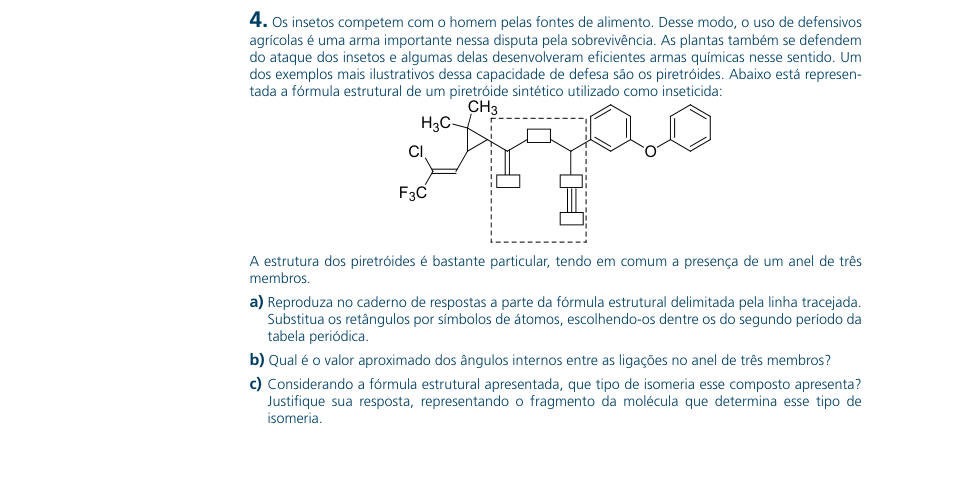 4. Os insetos competem com o homem pelas fontes de alimento. Desse modo, o uso de defensivos
agrícolas é uma arma importante nessa disputa pela sobrevivência. As plantas também se defendem
do ataque dos insetos e algumas delas desenvolveram eficientes armas químicas nesse sentido. Um
dos exemplos mais ilustrativos dessa capacidade de defesa são os piretróides. Abaixo está represen-
tada a fórmula estrutural de um piretróide sintético utilizado como inseticida:
CH3
H3C
Cl
O
F3C
A estrutura dos piretróides é bastante particular, tendo em comum a presença de um anel de três
membros.
a) Reproduza no caderno de respostas a parte da fórmula estrutural delimitada pela linha tracejada.
Substitua os retângulos por símbolos de átomos, escolhendo-os dentre os do segundo período da
tabela periódica.
b) Qual é o valor aproximado dos ângulos internos entre as ligações no anel de três membros?
c) Considerando a fórmula estrutural apresentada, que tipo de isomeria esse composto apresenta?
Justifique sua resposta, representando o fragmento da molécula que determina esse tipo de
isomeria.